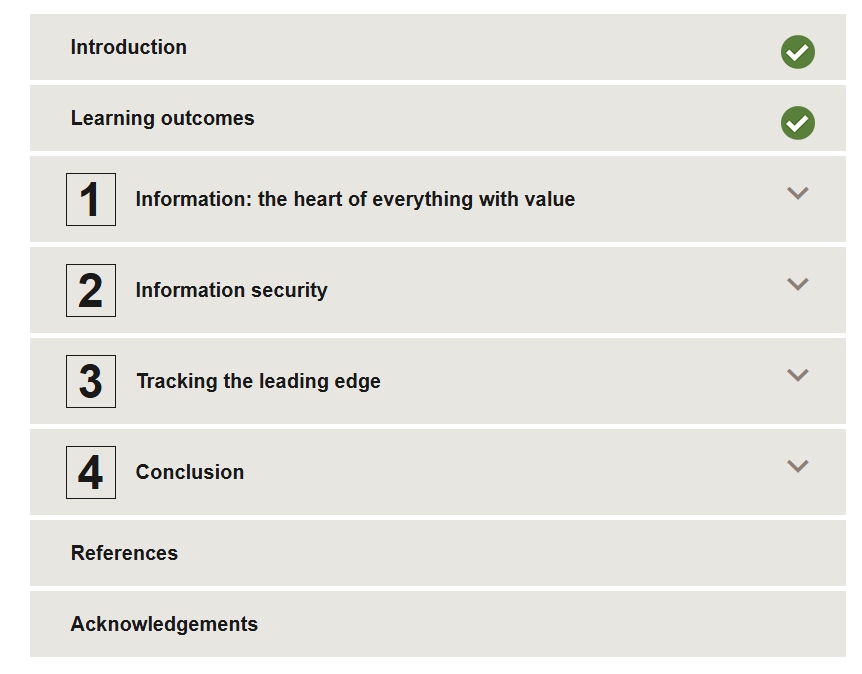 Introduction
Learning outcomes
1 Information: the heart of everything with value
2 Information security
3 Tracking the leading edge
4 Conclusion
References
Acknowledgements